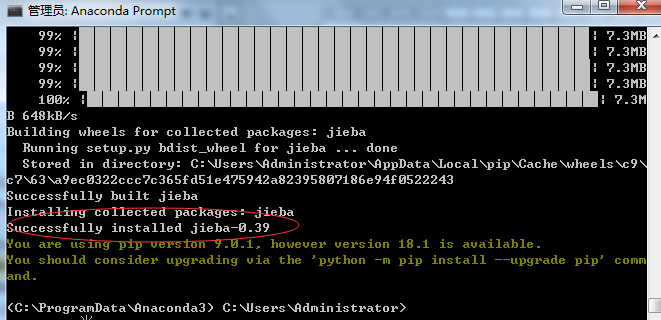 管理员: Anaconda Prompt
99% | | 7.3MB
99% | | 7.3MB
99% | | 7.3MB
99% | | 7.3MB
100% | | 7.3M
B 648kB/s
Building wheels for collected packages: jieba
Running setup.py bdist_wheel for jieba ... done
Stored in directory: C:\Users\Administrator\AppData\Local\pip\Cache\wheels\c9\
c7\63\a9ec0322ccc7c365fd51e475942a82395807186e94f0522243
Successfully built jieba
Installing collected packages: jieba
Successfully installed jieba-0.39
You are using pip version 9.0.1, however version 18.1 is available.
You should consider upgrading via the 'python -m pip install --upgrade pip' comm
and.
(C:\ProgramData\Anaconda3) C:\Users\Administrator>